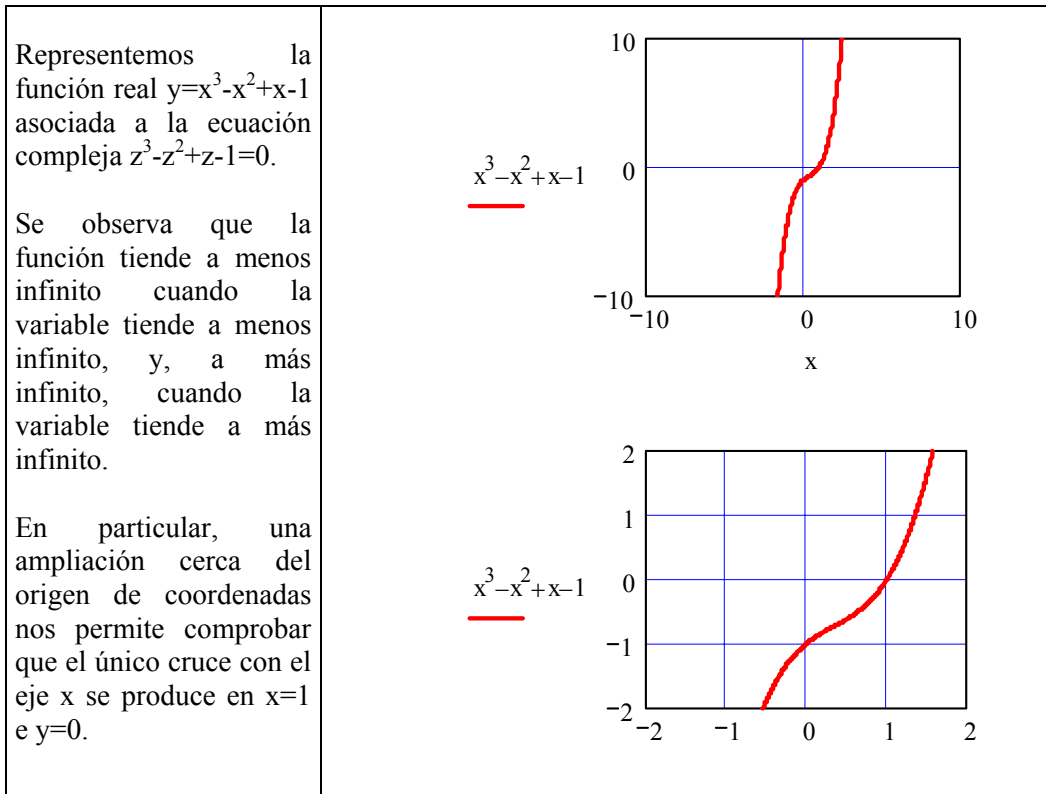 Representemos la
función real y=x³-x²+x-1
asociada a la ecuación
compleja z³-z²+z-1=0.
Se observa que la
función tiende a menos
infinito cuando la
variable tiende a menos
infinito, y, a más
infinito, cuando la
variable tiende a más
infinito.
En particular, una
ampliación cerca del
origen de coordenadas
nos permite comprobar
que el único cruce con el
eje x se produce en x=1
e y=0.
10
x³−x²+x−1
0
−10
−10 0 10
x
2
1
x³−x²+x−1
0
−1
−2
−2 −1 0 1 2